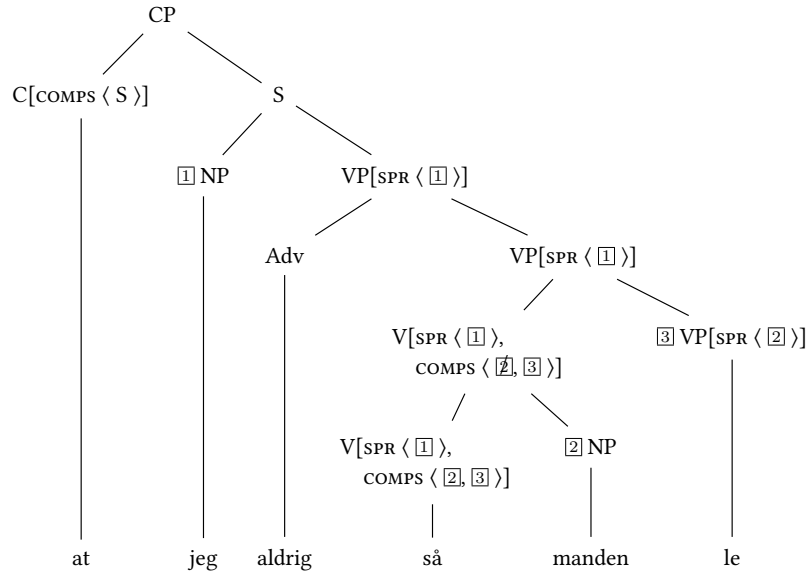 CP
C[COMPS ⟨ S ⟩] S
1 NP VP[SPR ⟨ 1 ⟩]
Adv VP[SPR ⟨ 1 ⟩]
V[SPR ⟨ 1 ⟩, 3 VP[SPR ⟨ 2 ⟩]
COMPS ⟨ 2̸, 3 ⟩]
V[SPR ⟨ 1 ⟩, 2 NP
COMPS ⟨ 2, 3 ⟩]
at jeg aldrig så manden le